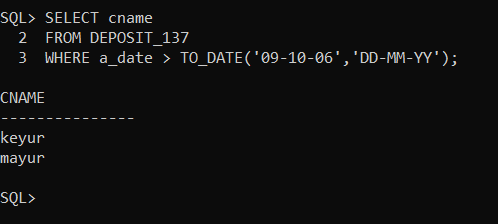 SQL> SELECT cname
  2  FROM DEPOSIT_137
  3  WHERE a_date > TO_DATE('09-10-06','DD-MM-YY');
CNAME
---------------
keyur
mayur
SQL>